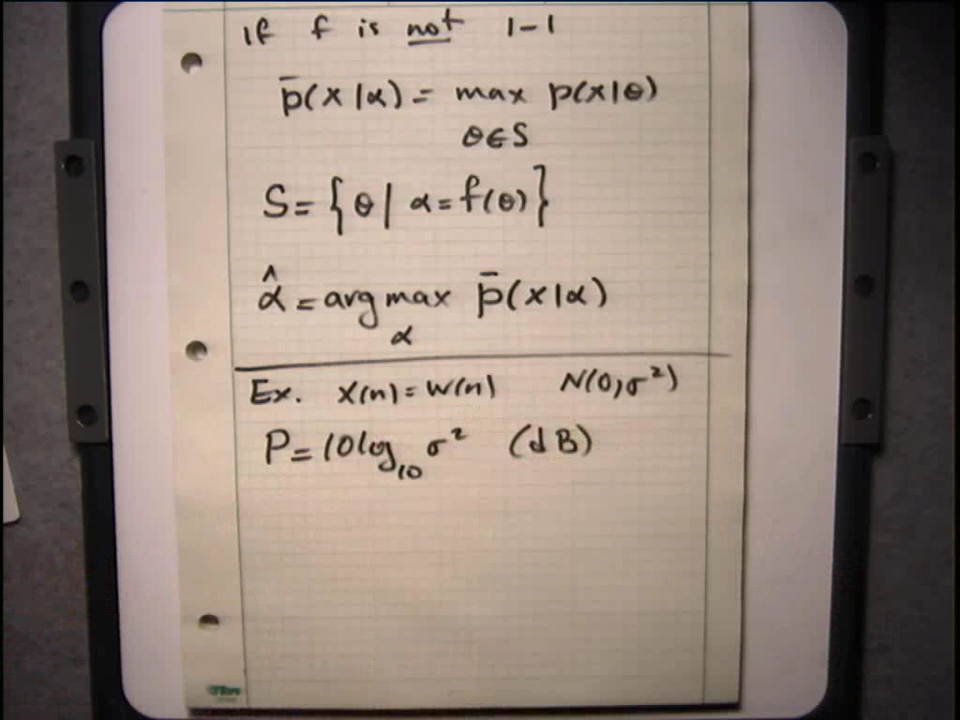 If f is not 1-1
p̄(x|α) = max p(x|θ)
θ∈S
S = {θ| α = f(θ)}
α̂ = arg max p̄(x|α)
α
Ex. x(n) = w(n) N(0,σ²)
P = 10 log₁₀ σ² (dB)